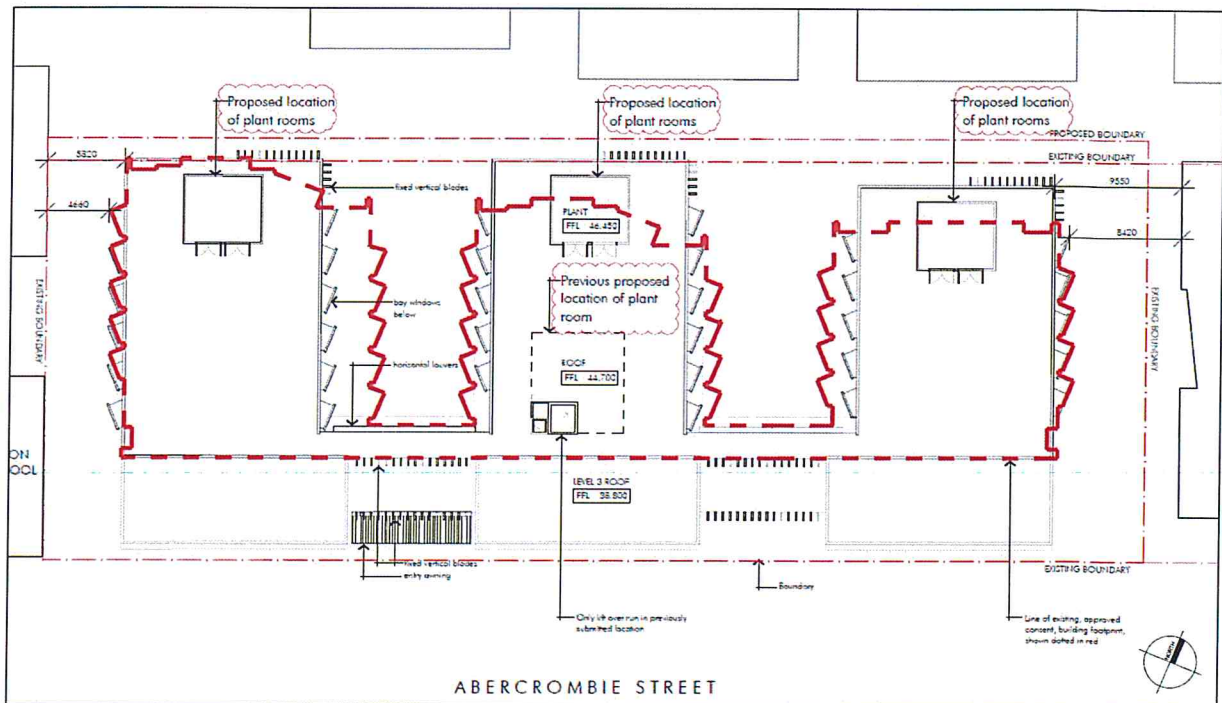 Proposed location
of plant rooms
Proposed location
of plant rooms
Proposed location
of plant rooms
PROPOSED BOUNDARY
EXISTING BOUNDARY
5820
9550
fixed vertical blades
4660
PLANT
FFL 46,450
8420
Previous proposed
location of plant
room
EXISTING BOUNDARY
bay windows
below
EXISTING BOUNDARY
ROOF
FFL 44,700
horizontal louvers
ON
OCL
LEVEL 3 ROOF
FFL 38,800
fixed vertical blades
entry awning
EXISTING BOUNDARY
Boundary
Only lift over run in previously
submitted location
Line of existing, approved
consent, building footprint,
shown dotted in red
NORTH
ABERCROMBIE STREET